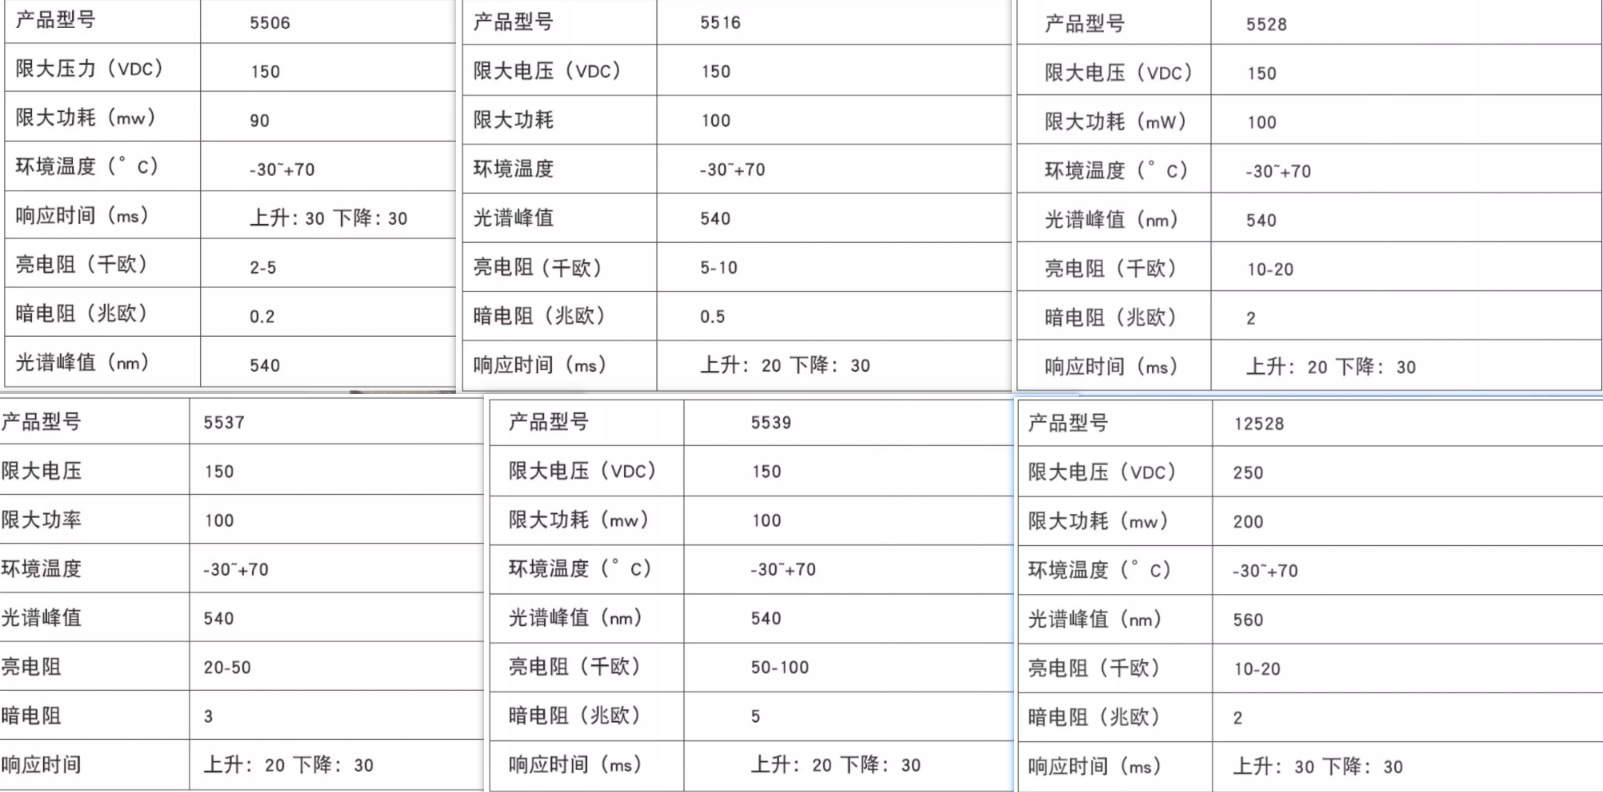 产品型号 5506
限大压力（VDC） 150
限大功耗（mw） 90
环境温度（°C） -30~+70
响应时间（ms） 上升：30 下降：30
亮电阻（千欧） 2-5
暗电阻（兆欧） 0.2
光谱峰值（nm） 540
产品型号 5516
限大电压（VDC） 150
限大功耗 100
环境温度 -30~+70
光谱峰值 540
亮电阻（千欧） 5-10
暗电阻（兆欧） 0.5
响应时间（ms） 上升：20 下降：30
产品型号 5528
限大电压（VDC） 150
限大功耗（mW） 100
环境温度（°C） -30~+70
光谱峰值（nm） 540
亮电阻（千欧） 10-20
暗电阻（兆欧） 2
响应时间（ms） 上升：20 下降：30
产品型号 5537
限大电压 150
限大功率 100
环境温度 -30~+70
光谱峰值 540
亮电阻 20-50
暗电阻 3
响应时间 上升：20 下降：30
产品型号 5539
限大电压（VDC） 150
限大功耗（mw） 100
环境温度（°C） -30~+70
光谱峰值（nm） 540
亮电阻（千欧） 50-100
暗电阻（兆欧） 5
响应时间（ms） 上升：20 下降：30
产品型号 12528
限大电压（VDC） 250
限大功耗（mw） 200
环境温度（°C） -30~+70
光谱峰值（nm） 560
亮电阻（千欧） 10-20
暗电阻（兆欧） 2
响应时间（ms） 上升：30 下降：30